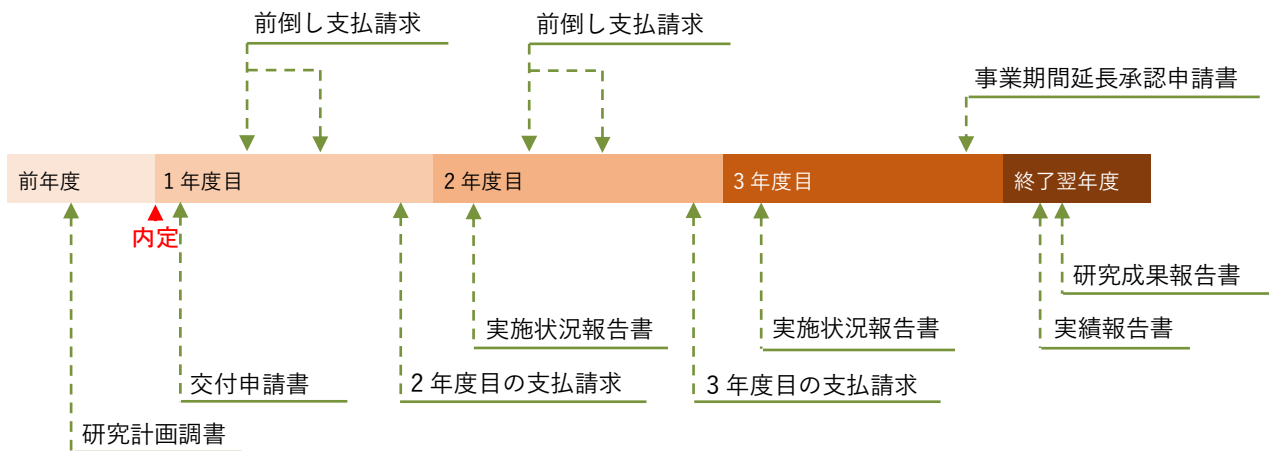 前倒し支払請求
前倒し支払請求
事業期間延長承認申請書
前年度
1 年度目
2 年度目
3 年度目
終了翌年度
内定
研究成果報告書
実施状況報告書
実施状況報告書
実績報告書
交付申請書
2 年度目の支払請求
3 年度目の支払請求
研究計画調書